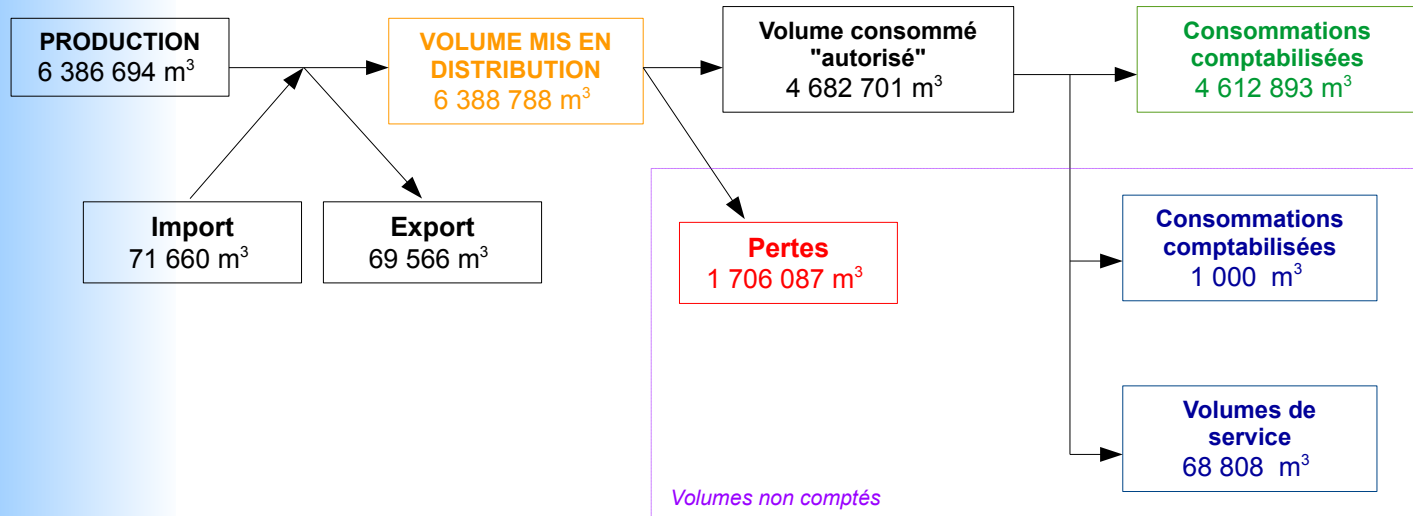 PRODUCTION
6 386 694 m³
VOLUME MIS EN
DISTRIBUTION
6 388 788 m³
Volume consommé
"autorisé"
4 682 701 m³
Consommations
comptabilisées
4 612 893 m³
Import
71 660 m³
Export
69 566 m³
Pertes
1 706 087 m³
Consommations
comptabilisées
1 000 m³
Volumes de
service
68 808 m³
Volumes non comptés